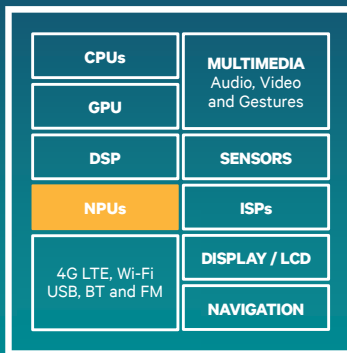 CPUs
GPU
DSP
NPUs
4G LTE, Wi-Fi
USB, BT and FM
MULTIMEDIA
Audio, Video
and Gestures
SENSORS
ISPs
DISPLAY / LCD
NAVIGATION